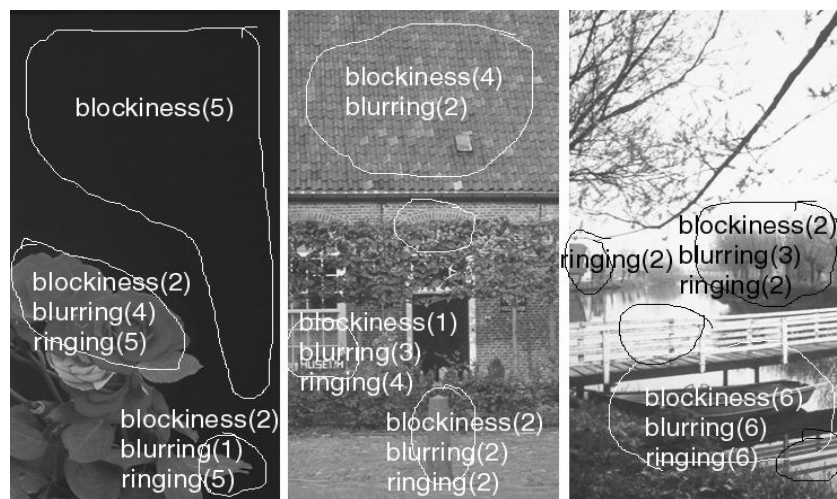 blockiness(5)
blockiness(2)
blurring(4)
ringing(5)
blockiness(2)
blurring(1)
ringing(5)
blockiness(4)
blurring(2)
blockiness(1)
blurring(3)
MUSEUM
ringing(4)
blockiness(2)
blurring(2)
ringing(2)
ringing(2)
blockiness(2)
blurring(3)
ringing(2)
blockiness(6)
blurring(6)
ringing(6)